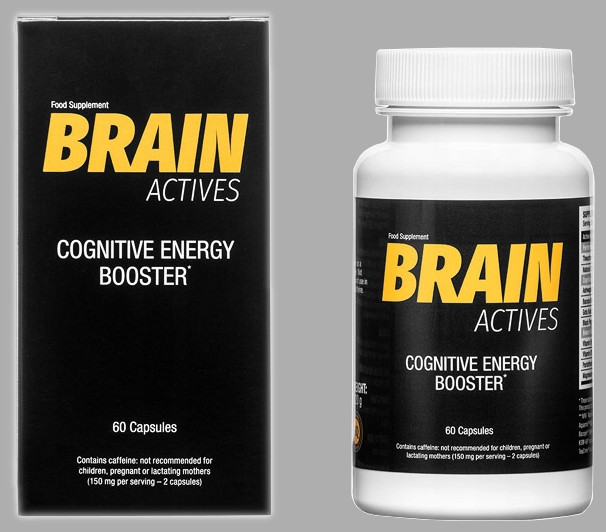 Food Supplement
BRAIN
ACTIVES
COGNITIVE ENERGY
BOOSTER*
60 Capsules
Contains caffeine: not recommended for
children, pregnant or lactating mothers
(150 mg per serving – 2 capsules)
Food Supplement
BRAIN
ACTIVES
COGNITIVE ENERGY
BOOSTER*
60 Capsules
Contains caffeine: not recommended for children, pregnant or
lactating mothers (150 mg per serving – 2 capsules)